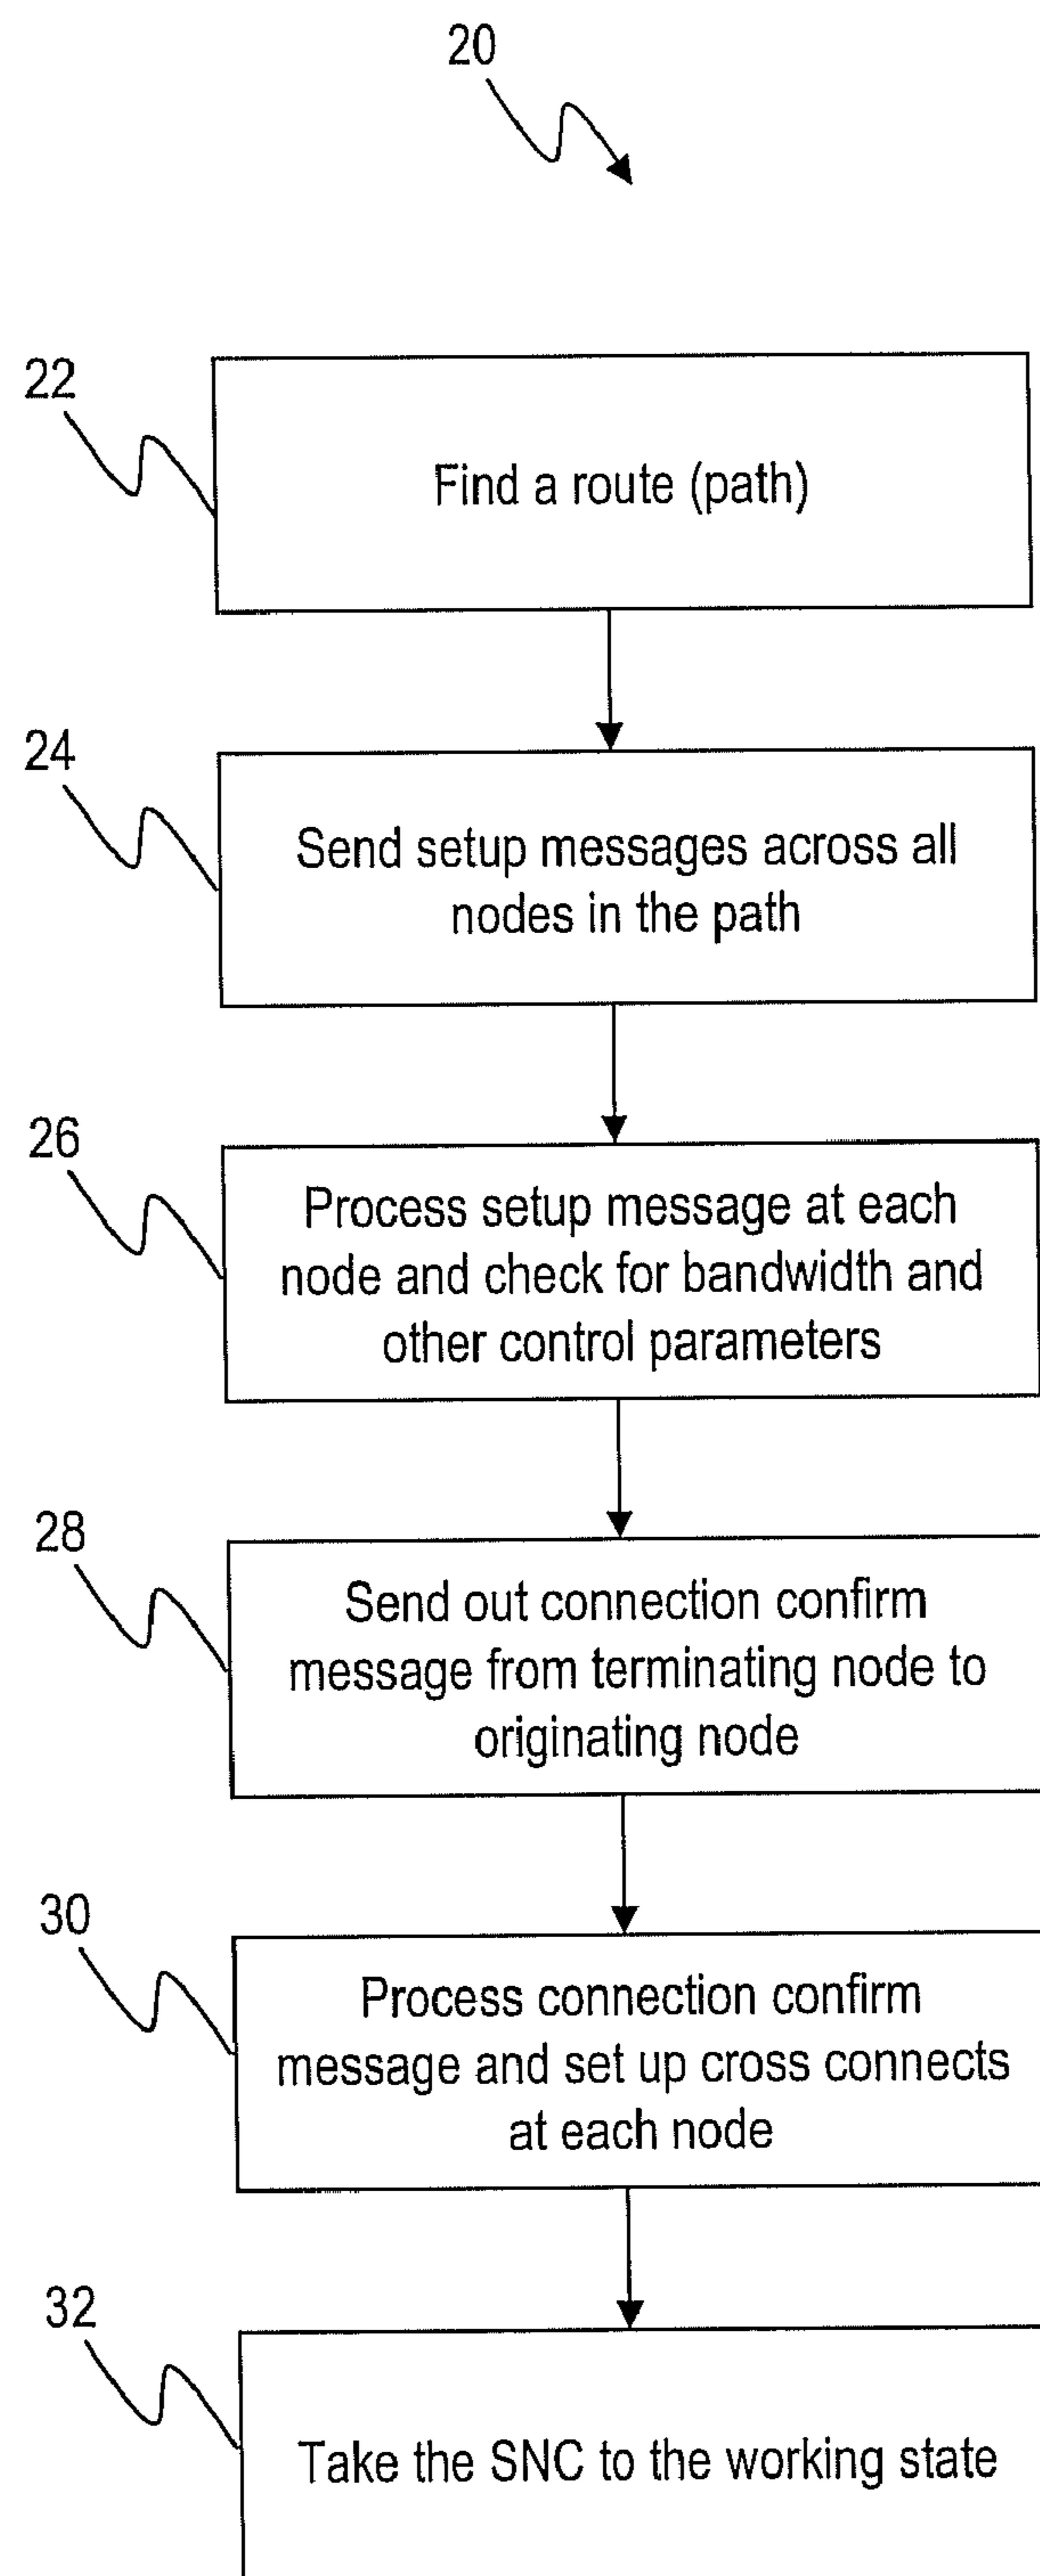 20
22
Find a route (path)
24
Send setup messages across all
nodes in the path
26
Process setup message at each
node and check for bandwidth and
other control parameters
28
Send out connection confirm
message from terminating node to
originating node
30
Process connection confirm
message and set up cross connects
at each node
32
Take the SNC to the working state